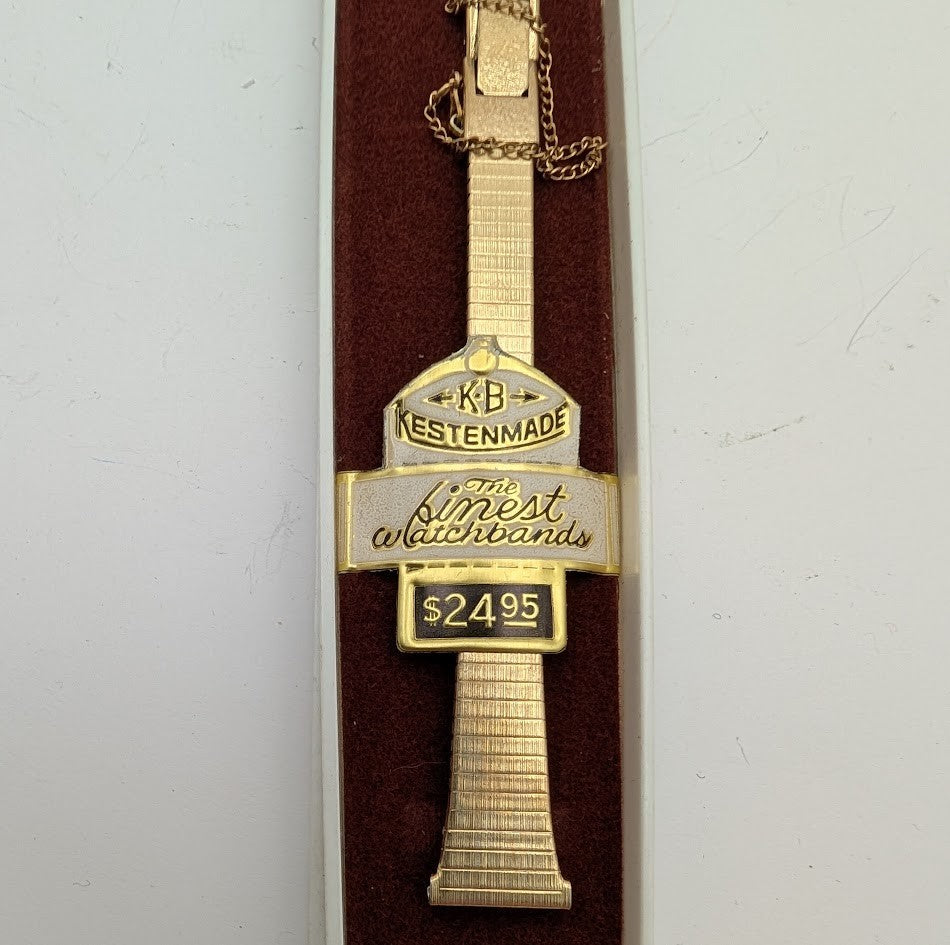 K·B
KESTENMADE
The
Finest
Watchbands
$24.95